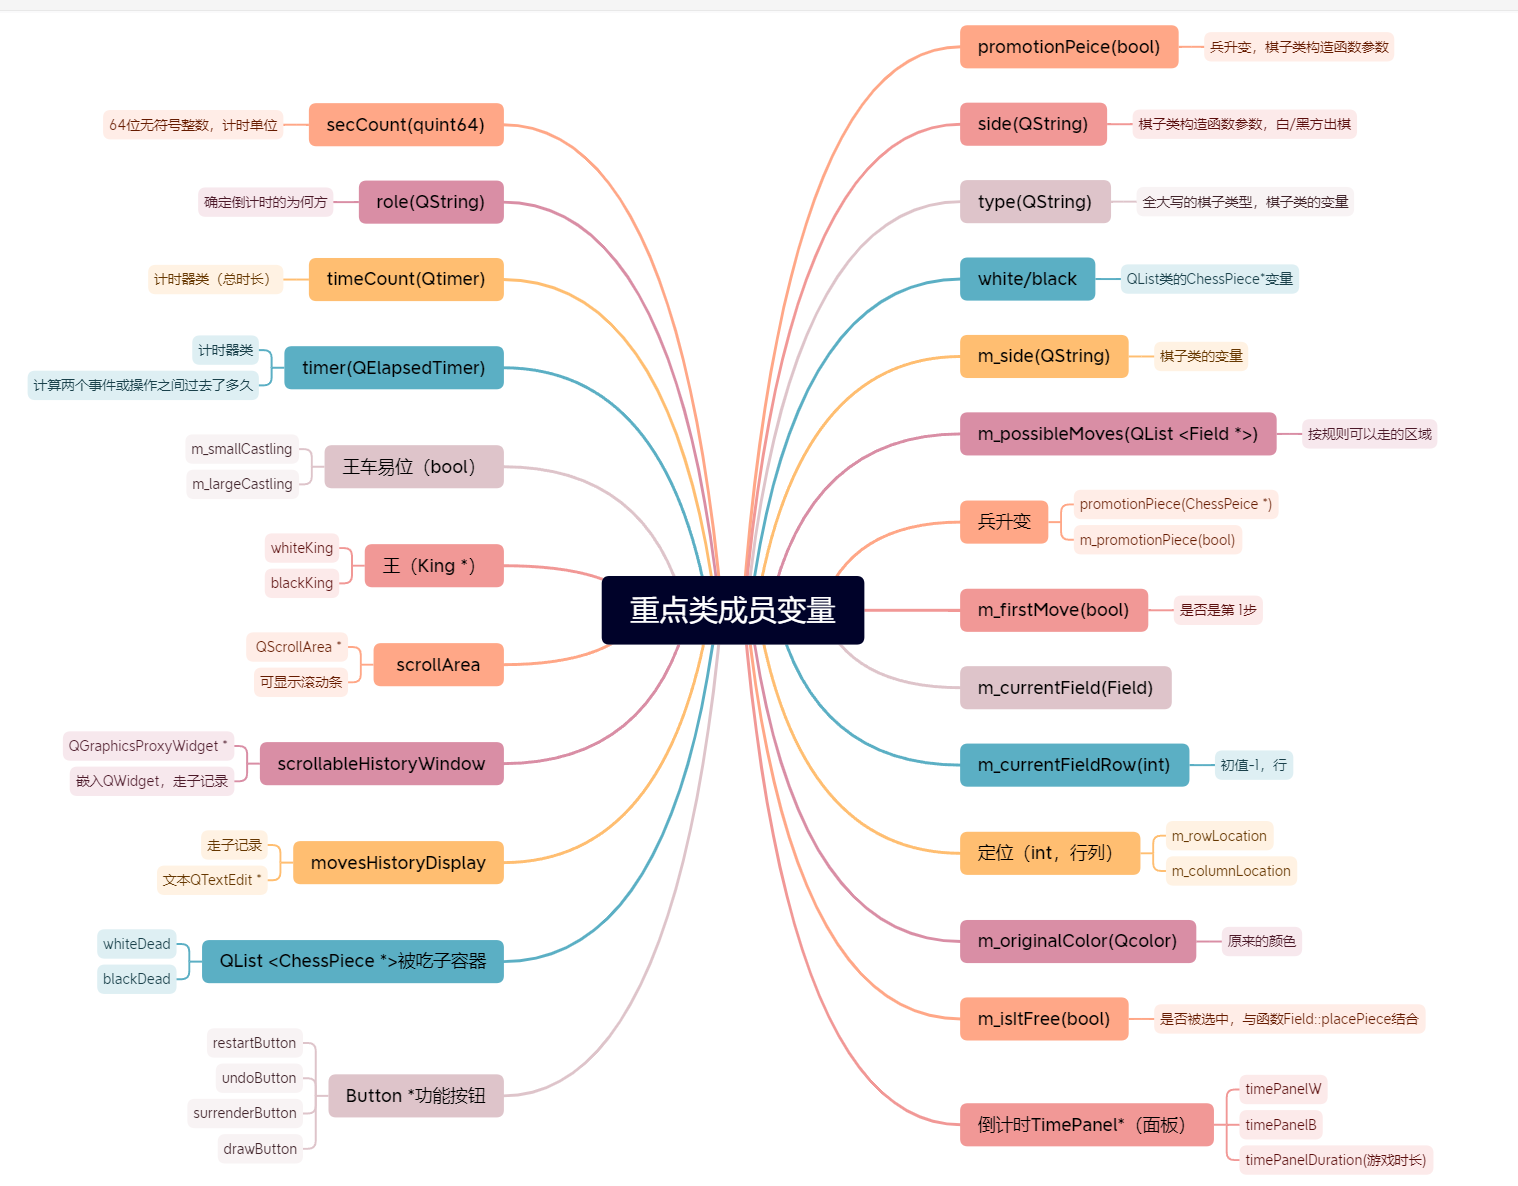 重点类成员变量
promotionPeice(bool)
兵升变，棋子类构造函数参数
side(QString)
棋子类构造函数参数，白/黑方出棋
type(QString)
全大写的棋子类型，棋子类的变量
white/black
QList类的ChessPiece*变量
m_side(QString)
棋子类的变量
m_possibleMoves(QList <Field *>)
按规则可以走的区域
兵升变
promotionPiece(ChessPeice *)
m_promotionPiece(bool)
m_firstMove(bool)
是否是第1步
m_currentField(Field)
m_currentFieldRow(int)
初值-1，行
定位（int，行列）
m_rowLocation
m_columnLocation
m_originalColor(Qcolor)
原来的颜色
m_isItFree(bool)
是否被选中，与函数Field::placePiece结合
倒计时TimePanel*（面板）
timePanelW
timePanelB
timePanelDuration(游戏时长)
secCount(quint64)
64位无符号整数，计时单位
role(QString)
确定倒计时的为何方
timeCount(Qtimer)
计时器类（总时长）
timer(QElapsedTimer)
计时器类
计算两个事件或操作之间过去了多久
王车易位（bool）
m_smallCastling
m_largeCastling
王（King *）
whiteKing
blackKing
scrollArea
QScrollArea *
可显示滚动条
scrollableHistoryWindow
QGraphicsProxyWidget *
嵌入QWidget，走子记录
movesHistoryDisplay
走子记录
文本QTextEdit *
QList <ChessPiece *>被吃子容器
whiteDead
blackDead
Button *功能按钮
restartButton
undoButton
surrenderButton
drawButton